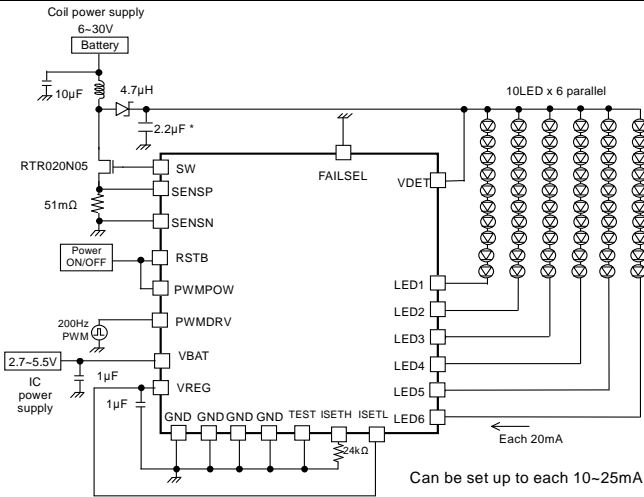 Coil power supply
6~30V
Battery
10µF
4.7µH
2.2µF *
10LED x 6 parallel
RTR020N05
SW
FAILSEL
VDET
SENSP
51mΩ
SENSN
Power
ON/OFF
RSTB
PWMPOW
LED1
LED2
200Hz
PWM
PWMDRV
LED3
2.7~5.5V
VBAT
LED4
IC
power
supply
1µF
VREG
LED5
1µF
GND GND GND GND TEST ISETH ISETL
LED6
24kΩ
Each 20mA
Can be set up to each 10~25mA